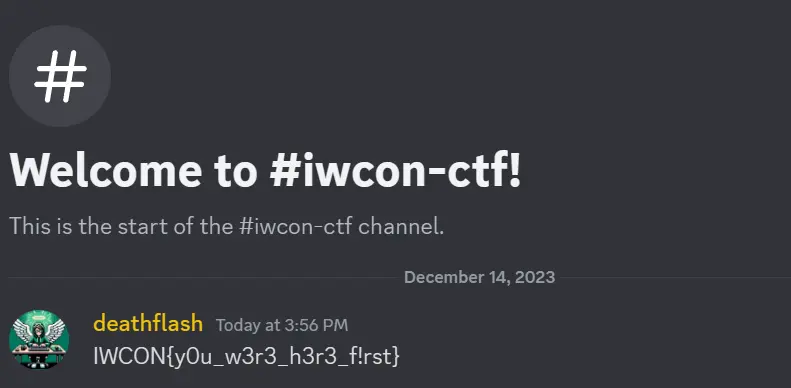 #
Welcome to #iwcon-ctf!
This is the start of the #iwcon-ctf channel.
December 14, 2023
deathflash Today at 3:56 PM
IWCON{y0u_w3r3_h3r3_f!rst}